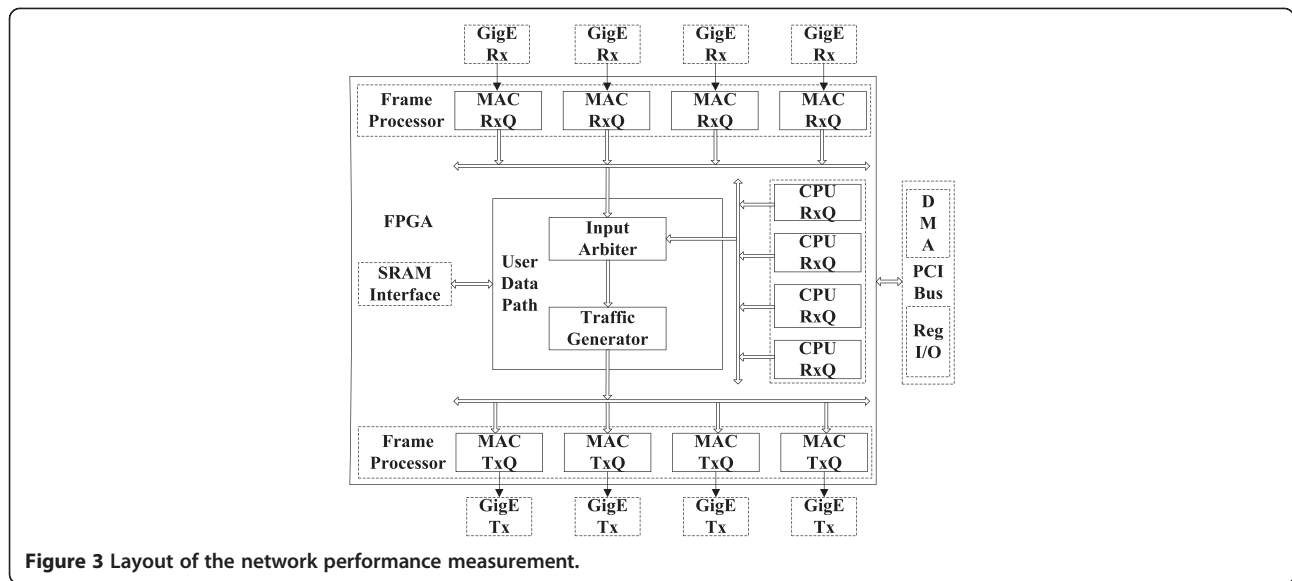 GigE
Rx
GigE
Rx
GigE
Rx
GigE
Rx
Frame
Processor
MAC
RxQ
MAC
RxQ
MAC
RxQ
MAC
RxQ
FPGA
SRAM
Interface
User
Data
Path
Input
Arbiter
Traffic
Generator
CPU
RxQ
CPU
RxQ
CPU
RxQ
CPU
RxQ
D
M
A
PCI
Bus
Reg
I/O
Frame
Processor
MAC
TxQ
MAC
TxQ
MAC
TxQ
MAC
TxQ
GigE
Tx
GigE
Tx
GigE
Tx
GigE
Tx
Figure 3 Layout of the network performance measurement.